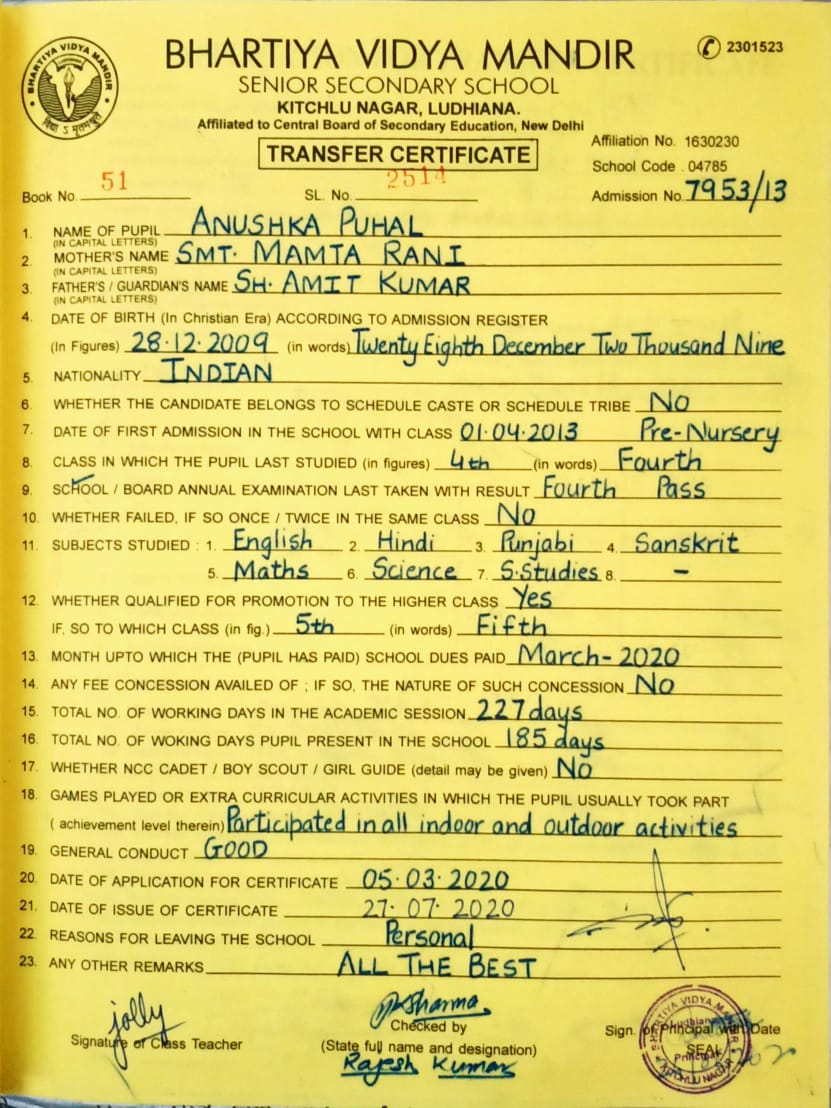 BHARTIYA VIDYA MANDIR
2301523
SENIOR SECONDARY SCHOOL
KITCHLU NAGAR, LUDHIANA.
Affiliated to Central Board of Secondary Education, New Delhi
Affiliation No. 1630230
TRANSFER CERTIFICATE
School Code . 04785
Book No. 51 SL. No. 2514 Admission No. 7953/13
1. NAME OF PUPIL ANUSHKA PUHAL
(IN CAPITAL LETTERS)
2. MOTHER'S NAME SMT. MAMTA RANI
(IN CAPITAL LETTERS)
3. FATHER'S / GUARDIAN'S NAME SH. AMIT KUMAR
(IN CAPITAL LETTERS)
4. DATE OF BIRTH (In Christian Era) ACCORDING TO ADMISSION REGISTER
(In Figures) 28.12.2009 (in words) Twenty Eighth December Two Thousand Nine
5. NATIONALITY INDIAN
6. WHETHER THE CANDIDATE BELONGS TO SCHEDULE CASTE OR SCHEDULE TRIBE NO
7. DATE OF FIRST ADMISSION IN THE SCHOOL WITH CLASS 01.04.2013 Pre-Nursery
8. CLASS IN WHICH THE PUPIL LAST STUDIED (in figures) 4th (in words) Fourth
9. SCHOOL / BOARD ANNUAL EXAMINATION LAST TAKEN WITH RESULT Fourth Pass
10. WHETHER FAILED, IF SO ONCE / TWICE IN THE SAME CLASS NO
11. SUBJECTS STUDIED : 1. English 2. Hindi 3. Punjabi 4. Sanskrit
5. Maths 6. Science 7. S.Studies 8. –
12. WHETHER QUALIFIED FOR PROMOTION TO THE HIGHER CLASS Yes
IF, SO TO WHICH CLASS (in fig.) 5th (in words) Fifth
13. MONTH UPTO WHICH THE (PUPIL HAS PAID) SCHOOL DUES PAID March-2020
14. ANY FEE CONCESSION AVAILED OF ; IF SO, THE NATURE OF SUCH CONCESSION NO
15. TOTAL NO. OF WORKING DAYS IN THE ACADEMIC SESSION 227 days
16. TOTAL NO. OF WOKING DAYS PUPIL PRESENT IN THE SCHOOL 185 days
17. WHETHER NCC CADET / BOY SCOUT / GIRL GUIDE (detail may be given) NO
18. GAMES PLAYED OR EXTRA CURRICULAR ACTIVITIES IN WHICH THE PUPIL USUALLY TOOK PART
( achievement level therein) Participated in all indoor and outdoor activities
19. GENERAL CONDUCT GOOD
20. DATE OF APPLICATION FOR CERTIFICATE 05.03.2020
21. DATE OF ISSUE OF CERTIFICATE 27.07.2020
22. REASONS FOR LEAVING THE SCHOOL Personal
23. ANY OTHER REMARKS ALL THE BEST
jolly
Signature of Class Teacher
Sharma
Checked by
(State full name and designation)
Rajesh Kumar
Sign. of Principal with Date
SEAL
BHARTIYA VIDYA MANDIR
Ludhiana
Principal
KITCHLU NAGAR